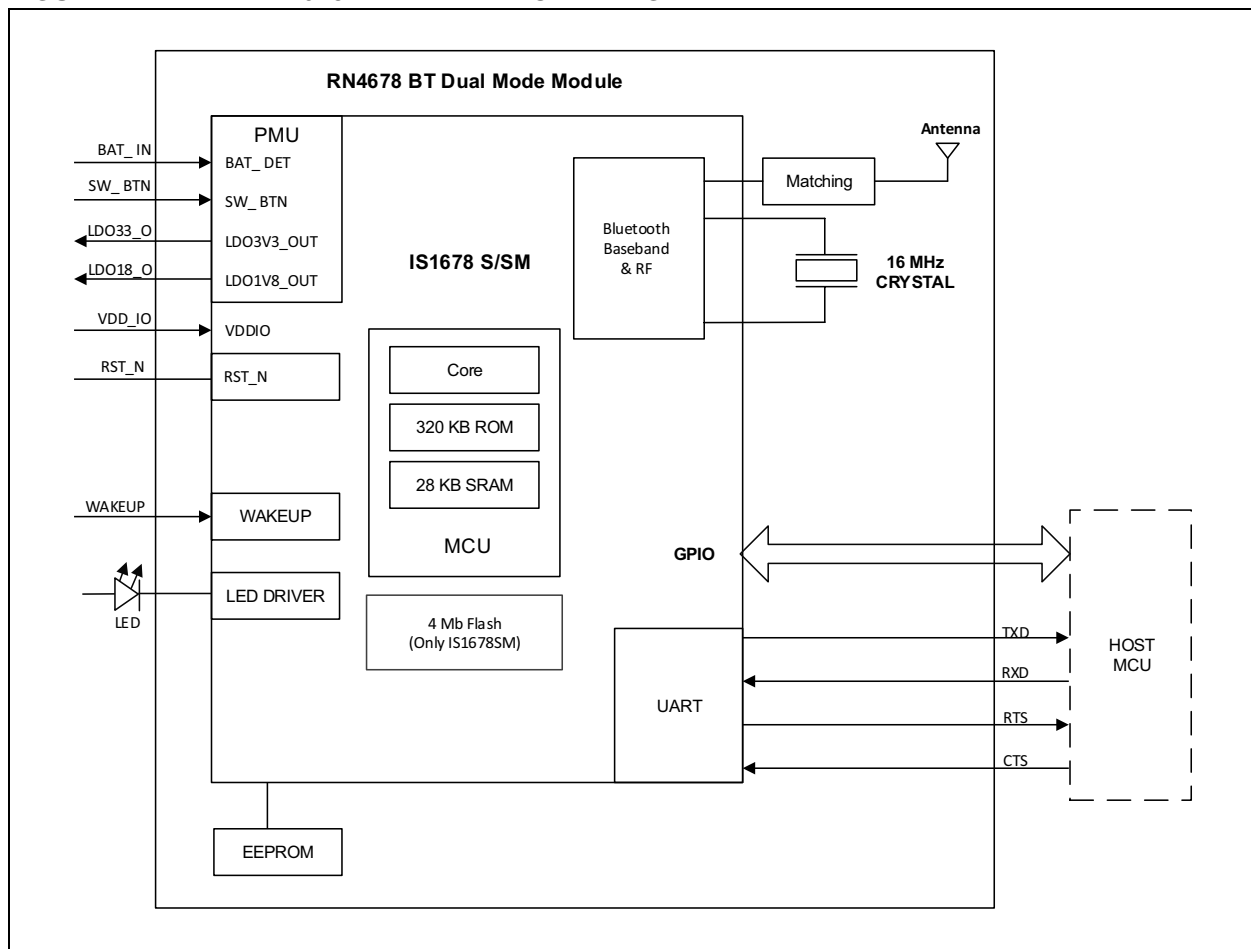 RN4678 BT Dual Mode Module
Antenna
PMU
BAT_ IN
BAT_ DET
SW_ BTN
SW_ BTN
LDO33_O
LDO3V3_OUT
LDO18_O
LDO1V8_OUT
VDD_IO
VDDIO
RST_N
RST_N
IS1678 S/SM
Matching
Bluetooth
Baseband
& RF
16 MHz
CRYSTAL
Core
320 KB ROM
28 KB SRAM
MCU
WAKEUP
WAKEUP
GPIO
LED DRIVER
LED
4 Mb Flash
(Only IS1678SM)
UART
TXD
RXD
RTS
CTS
HOST
MCU
EEPROM